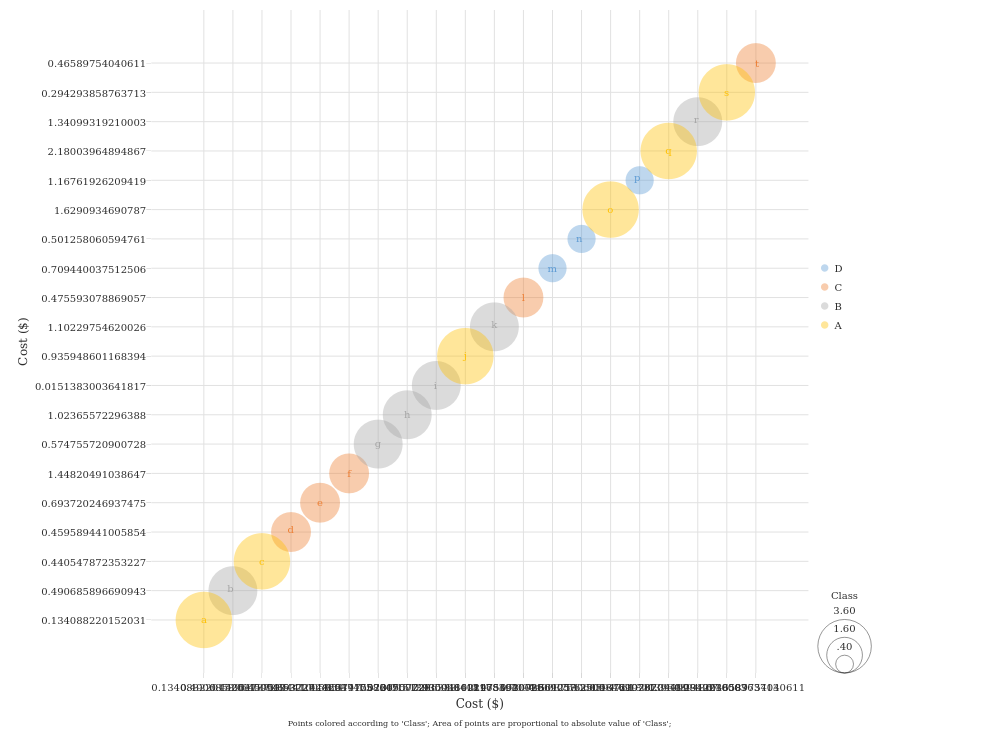 0.46589754040611
t
0.294293858763713
s
1.34099319210003
r
2.18003964894867
q
1.16761926209419
p
1.6290934690787
o
0.501258060594761
n
0.709440037512506
m
D
0.475593078869057
l
C
1.10229754620026
k
B
A
0.935948601168394
j
Cost ($)
0.0151383003641817
i
1.02365572296388
h
0.574755720900728
g
1.44820491038647
f
0.693720246937475
e
0.459589441005854
d
0.440547872353227
c
0.490685896690943
b
Class
3.60
0.134088220152031
a
1.60
.40
Cost ($)
Points colored according to 'Class'; Area of points are proportional to absolute value of 'Class';